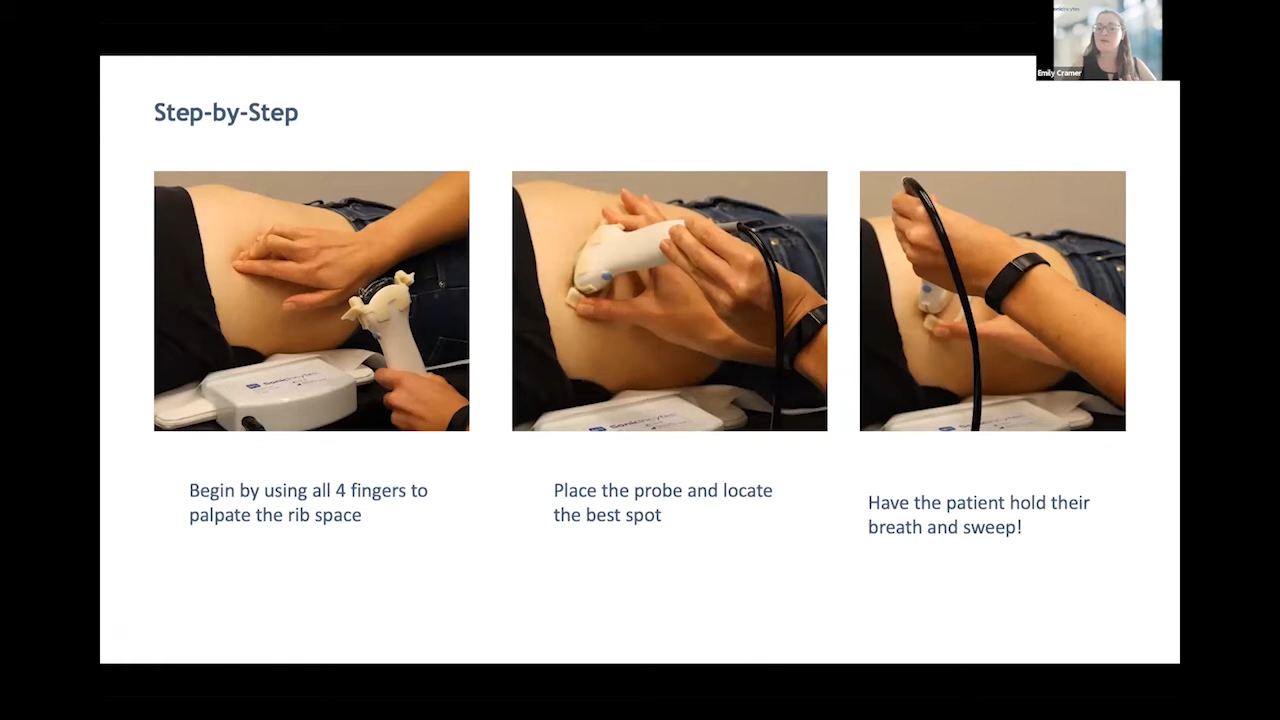 Emily Cramer
Step-by-Step
SonicIncytes
Begin by using all 4 fingers to
palpate the rib space
Place the probe and locate
the best spot
Have the patient hold their
breath and sweep!